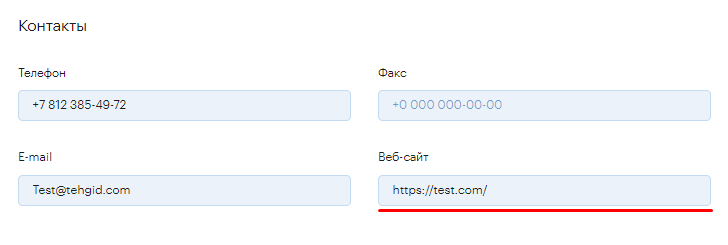 Контакты
Телефон
Факс
+7 812 385-49-72
+0 000 000-00-00
E-mail
Веб-сайт
Test@tehgid.com
https://test.com/